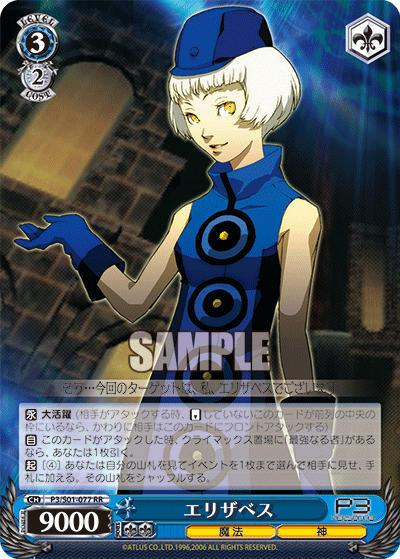 LEVEL
3
2
COST
SAMPLE
そう…今回のターゲットは、私、エリザベスでございます
永 大活躍 (相手がアタックする時、していないこのカードが前列の中央の
枠にいるなら、かわりに相手はこのカードにフロントアタックする)
自 このカードがアタックした時、クライマックス置場に「最強なる者」があるな
ら、あなたは1枚引く。
起 [④] あなたは自分の山札を見てイベントを1枚まで選んで相手に見せ、手
札に加える。その山札をシャッフルする。
CH P3/S01-077 RR
POWER
9000
エリザベス
P3
魔法 神
©ATLUS CO.,LTD.1996,2006 ALL RIGHTS RESERVED.